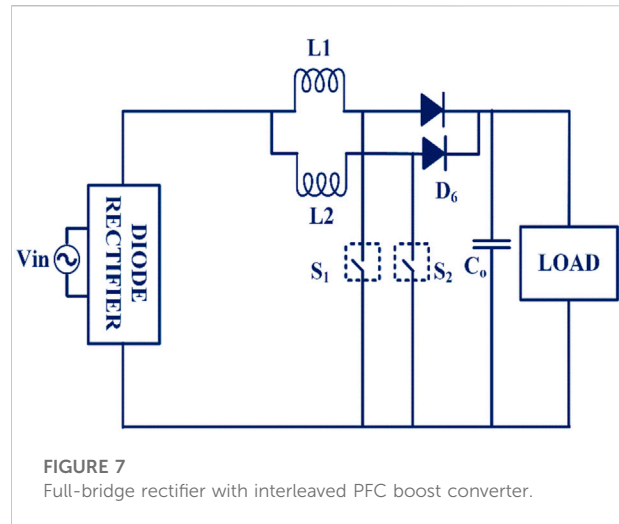 L1
L2
D6
Vin
DIODE
RECTIFIER
S1
S2
Co
LOAD
FIGURE 7
Full-bridge rectifier with interleaved PFC boost converter.